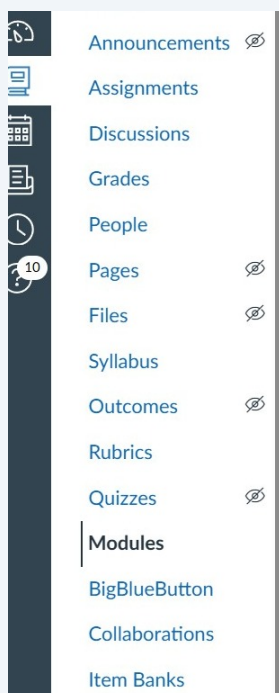 Announcements
Assignments
Discussions
Grades
People
10
Pages
Files
Syllabus
Outcomes
Rubrics
Quizzes
Modules
BigBlueButton
Collaborations
Item Banks